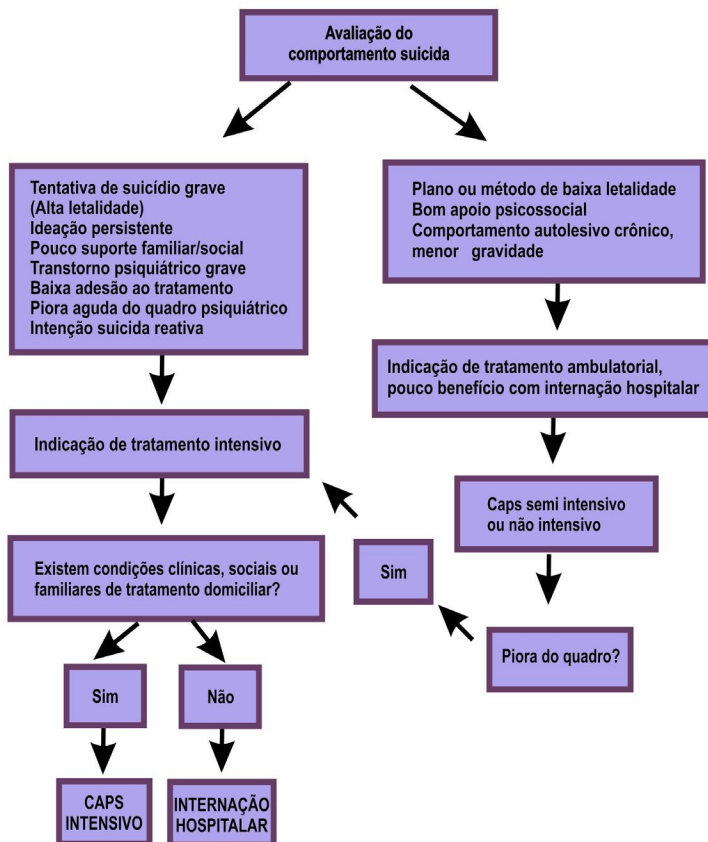 Avaliação do
comportamento suicida
Tentativa de suicídio grave
(Alta letalidade)
Ideação persistente
Pouco suporte familiar/social
Transtorno psiquiátrico grave
Baixa adesão ao tratamento
Piora aguda do quadro psiquiátrico
Intenção suicida reativa
Plano ou método de baixa letalidade
Bom apoio psicossocial
Comportamento autolesivo crônico,
menor gravidade
Indicação de tratamento ambulatorial,
pouco benefício com internação hospitalar
Indicação de tratamento intensivo
Caps semi intensivo
ou não intensivo
Existem condições clínicas, sociais ou
familiares de tratamento domiciliar?
Sim
Piora do quadro?
Sim
Não
CAPS
INTENSIVO
INTERNAÇÃO
HOSPITALAR